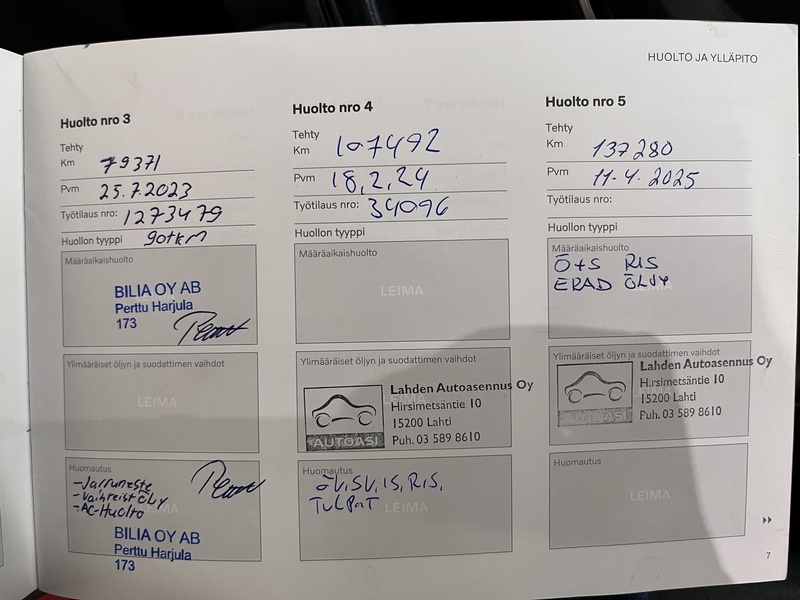 HUOLTO JA YLLÄPITO
Huolto nro 3
Tehty
Km 79371
Pvm 25.7.2023
Työtilaus nro: 1273479
Huollon tyyppi 90tkm
Määräaikaishuolto
BILIA OY AB
Perttu Harjula
173
Ylimääräiset öljyn ja suodattimen vaihdot
LEIMA
Huomautus
-Jarruneste
-Vaihteistöljy
-AC-Huolto
BILIA OY AB
Perttu Harjula
173
Huolto nro 4
Tehty
Km 107492
Pvm 18,2,24
Työtilaus nro: 34096
Huollon tyyppi
Määräaikaishuolto
LEIMA
Ylimääräiset öljyn ja suodattimen vaihdot
Lahden Autoasennus Oy
Hirsimetsäntie 10
15200 Lahti
Puh. 03 589 8610
AUTOASI
Huomautus
ÖV, SV, IS, RIS,
TULPAT
LEIMA
Huolto nro 5
Tehty
Km 137280
Pvm 11-4. 2025
Työtilaus nro:
Huollon tyyppi
Määräaikaishuolto
Ö+S RIS
ERAD ÖLJY
LEIMA
Ylimääräiset öljyn ja suodattimen vaihdot
Lahden Autoasennus Oy
Hirsimetsäntie 10
15200 Lahti
Puh. 03 589 8610
AUTOASI
Huomautus
LEIMA
7